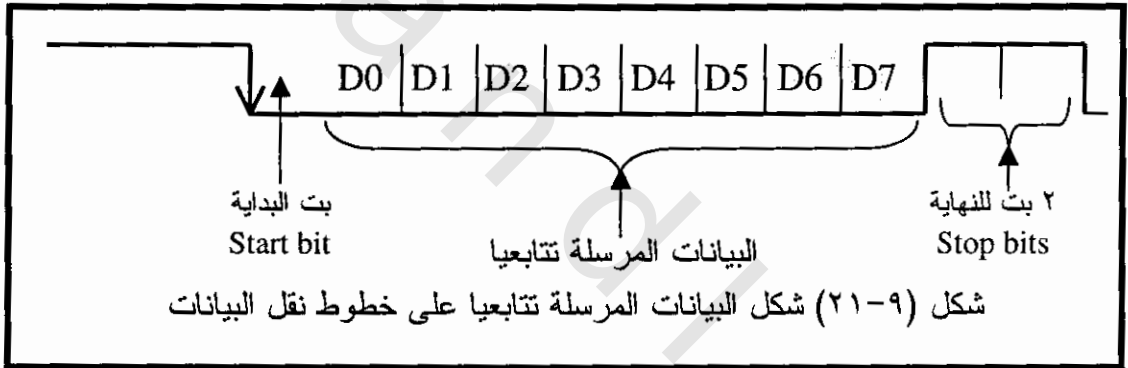 D0 D1 D2 D3 D4 D5 D6 D7
بت البداية
Start bit
البيانات المرسلة تتابعيا
٢ بت للنهاية
Stop bits
شكل (٩-٢١) شكل البيانات المرسلة تتابعيا على خطوط نقل البيانات